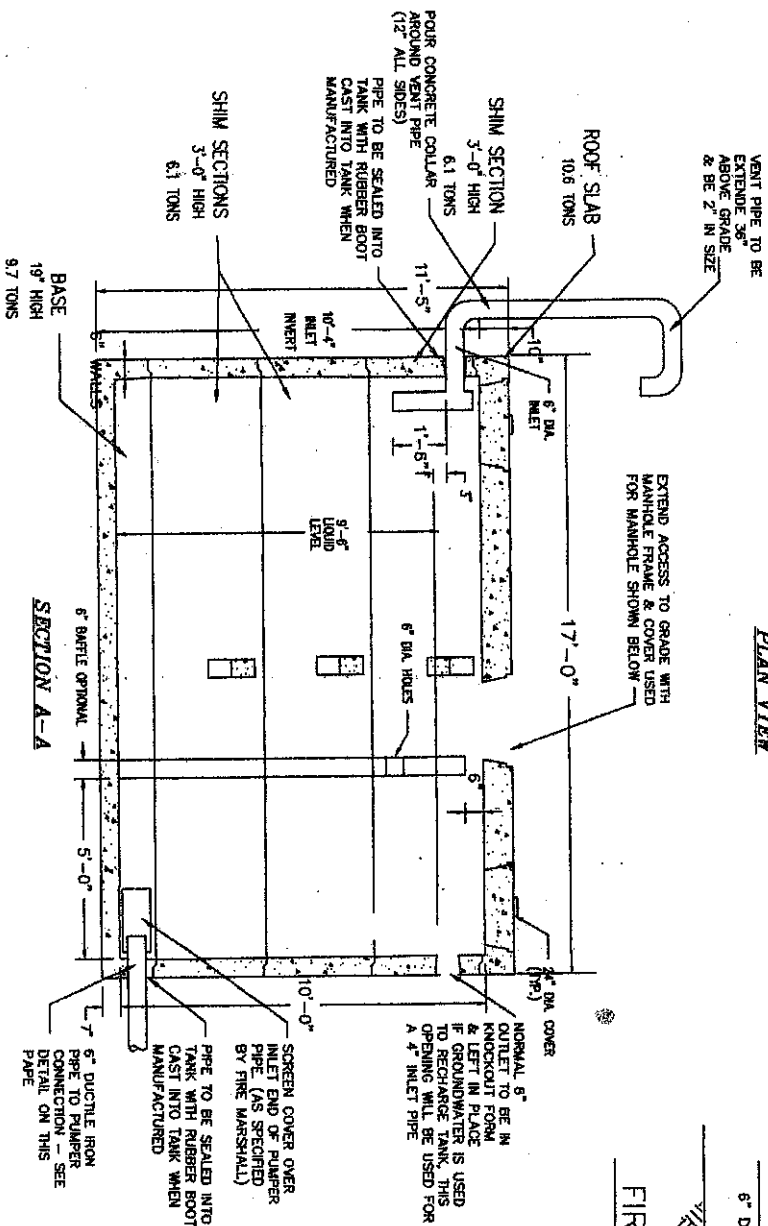 PLAN VIEW
VENT PIPE TO BE
EXTENDE 36"
ABOVE GRADE
& BE 2" IN SIZE
ROOF SLAB
10.6 TONS
SHIM SECTION
3'-0" HIGH
6.1 TONS
POUR CONCRETE COLLAR
AROUND VENT PIPE
(12" ALL SIDES)
PIPE TO BE SEALED INTO
TANK WITH RUBBER BOOT
CAST INTO TANK WHEN
MANUFACTURED
SHIM SECTIONS
3'-0" HIGH
6.1 TONS
BASE
19" HIGH
9.7 TONS
EXTEND ACCESS TO GRADE WITH
MANHOLE FRAME & COVER USED
FOR MANHOLE SHOWN BELOW
17'-0"
11'-5"
10'-4"
INLET
INVERT
10"
6" DIA.
INLET
1'-6"
3"
9'-6"
LIQUID
LEVEL
6" DIA. HOLES
6"
WALLS
6" BAFFLE OPTIONAL
5'-0"
10'-0"
7"
24" DIA COVER
(TYP.)
NORMAL 8"
OUTLET TO BE IN
KNOCKOUT FORM
& LEFT IN PLACE
IF GROUNDWATER IS USED
TO RECHARGE TANK, THIS
OPENING WILL BE USED FOR
A 4" INLET PIPE
SCREEN COVER OVER
INLET END OF PUMPER
PIPE. (AS SPECIFIED
BY FIRE MARSHALL)
PIPE TO BE SEALED INTO
TANK WITH RUBBER BOOT
CAST INTO TANK WHEN
MANUFACTURED
6" DUCTILE IRON
PIPE TO PUMPER
CONNECTION – SEE
DETAIL ON THIS
PAPE
SECTION A-A
6" D
FIR